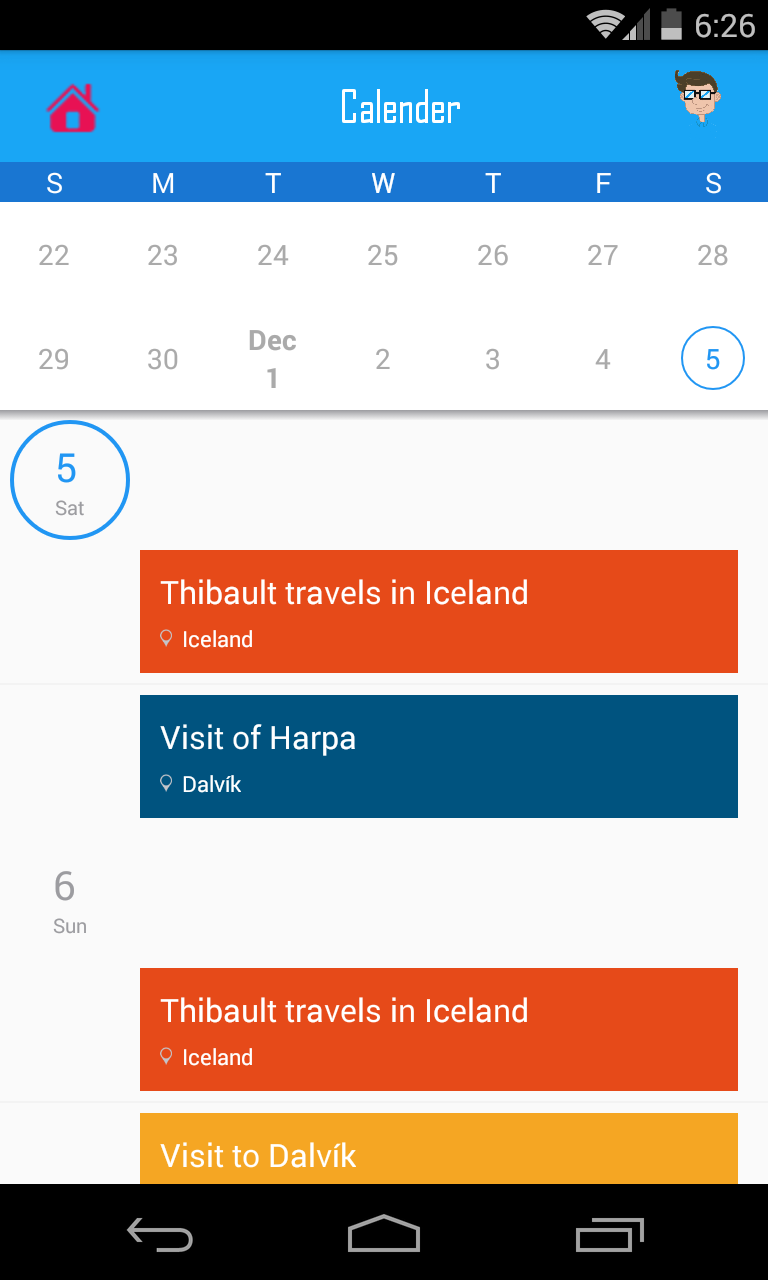 6:26
Calender
S M T W T F S
22 23 24 25 26 27 28
29 30 Dec 1 2 3 4 5
5
Sat
Thibault travels in Iceland
Iceland
Visit of Harpa
Dalvík
6
Sun
Thibault travels in Iceland
Iceland
Visit to Dalvík